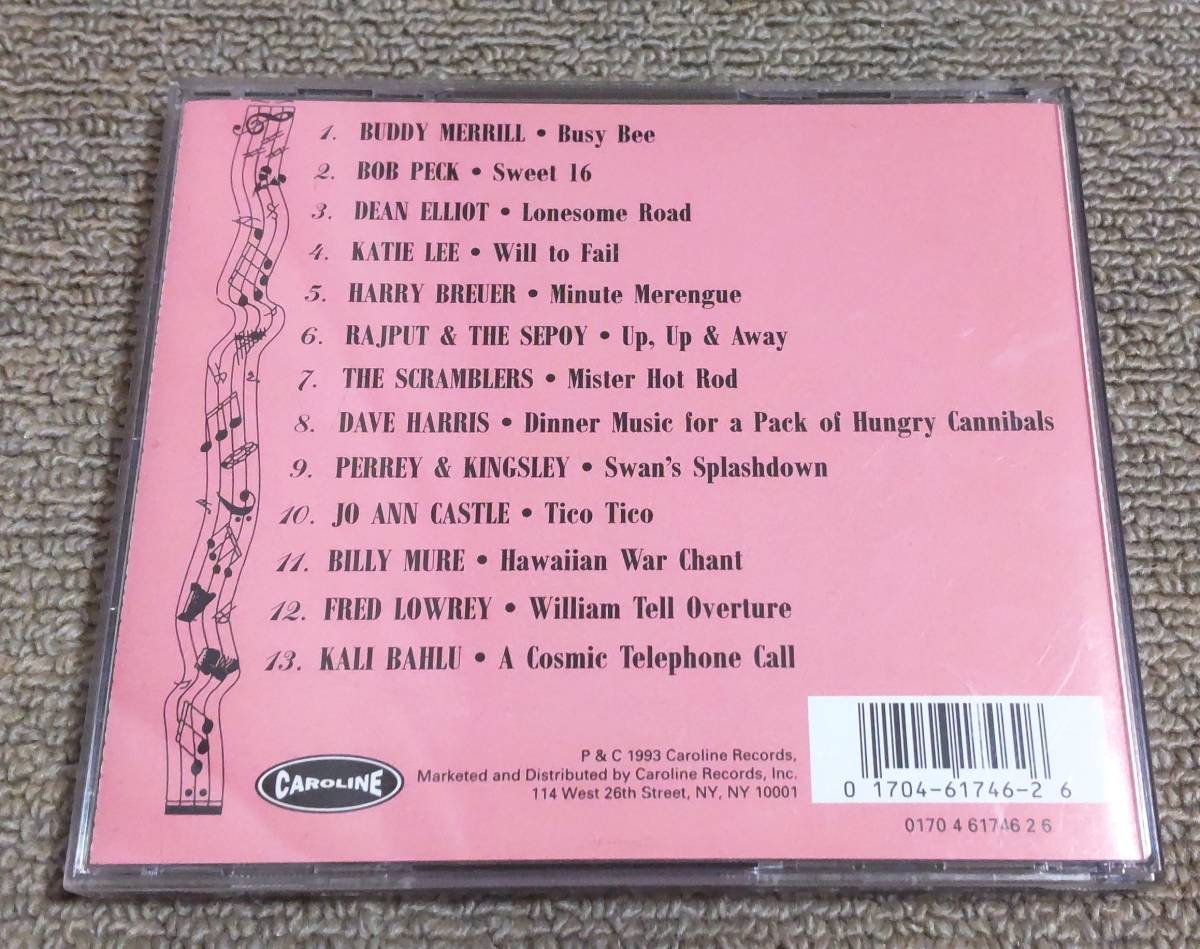 1. BUDDY MERRILL • Busy Bee
2. BOB PECK • Sweet 16
3. DEAN ELLIOT • Lonesome Road
4. KATIE LEE • Will to Fail
5. HARRY BREUER • Minute Merengue
6. RAJPUT & THE SEPOY • Up, Up & Away
7. THE SCRAMBLERS • Mister Hot Rod
8. DAVE HARRIS • Dinner Music for a Pack of Hungry Cannibals
9. PERREY & KINGSLEY • Swan's Splashdown
10. JO ANN CASTLE • Tico Tico
11. BILLY MURE • Hawaiian War Chant
12. FRED LOWREY • William Tell Overture
13. KALI BAHLU • A Cosmic Telephone Call
CAROLINE
P & C 1993 Caroline Records,
Marketed and Distributed by Caroline Records, Inc.
114 West 26th Street, NY, NY 10001
0 1704-61746-2 6
0170 4 61746 2 6